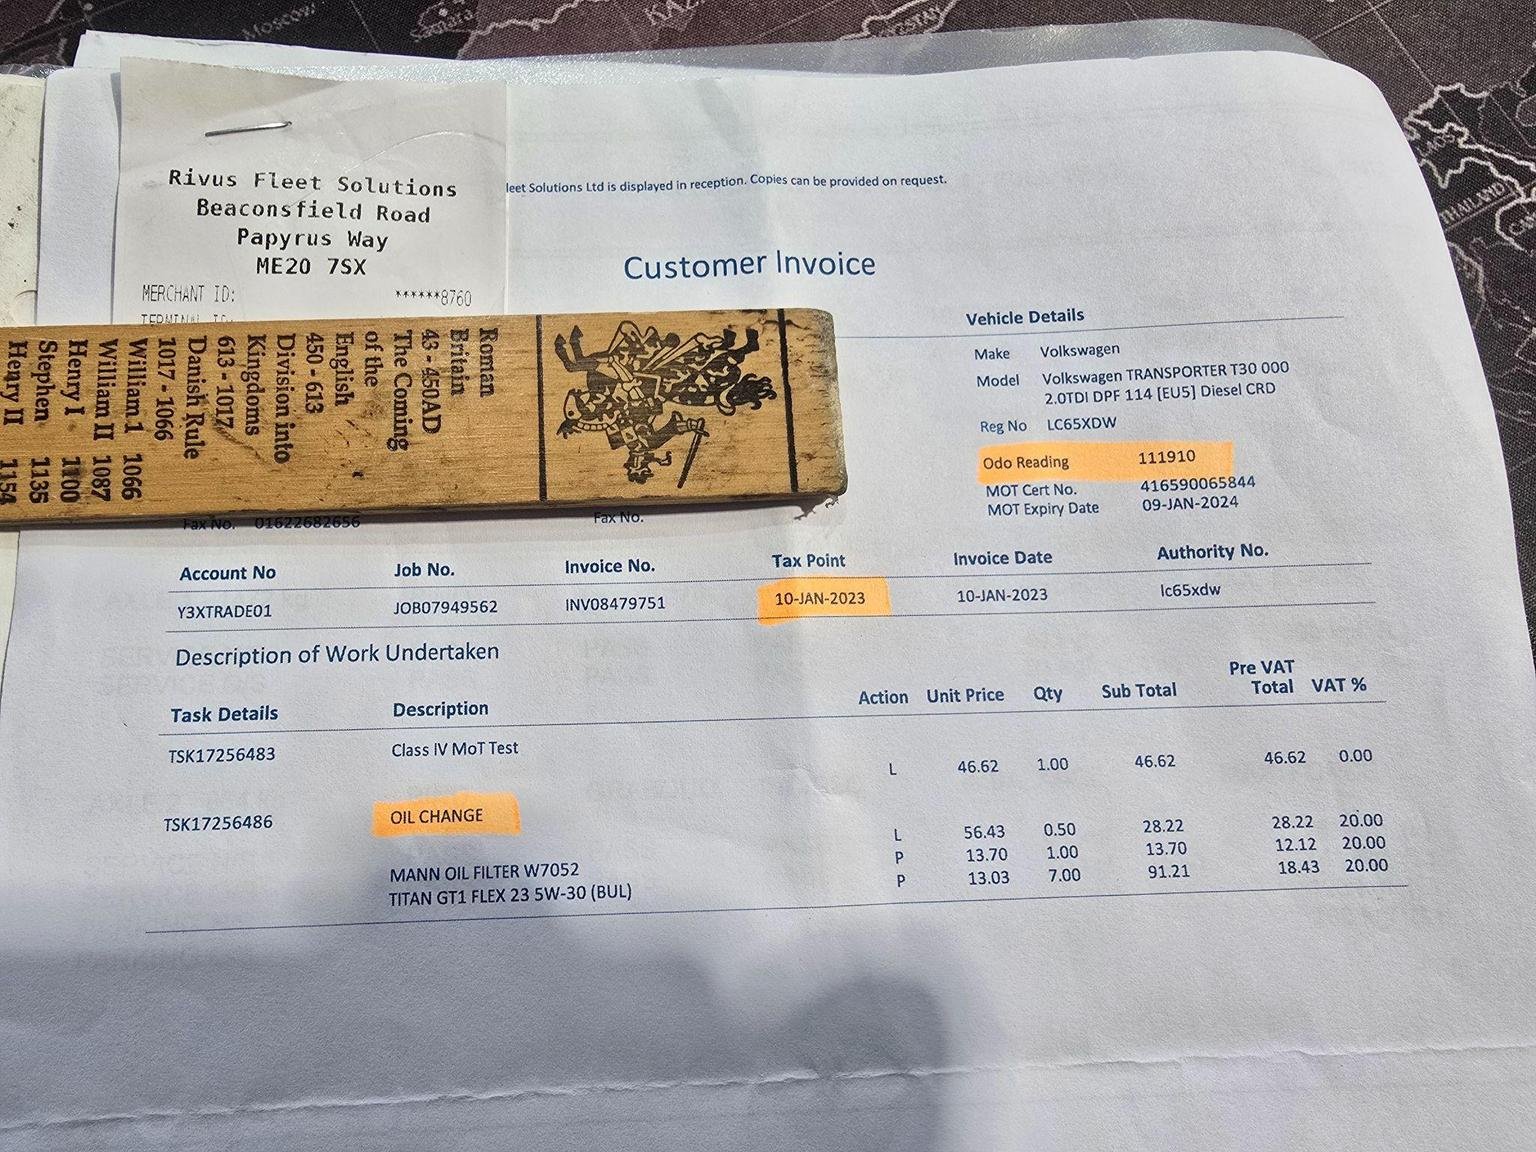 Moscow
Samara
LAOS
THAILAND
Rivus Fleet Solutions
Beaconsfield Road
Papyrus Way
ME20 7SX
MERCHANT ID: ******8760
leet Solutions Ltd is displayed in reception. Copies can be provided on request.
Customer Invoice
Roman
Britain
43 - 450AD
The Coming
of the
English
450 - 613
Division into
Kingdoms
613 - 1017
Danish Rule
1017 - 1066
William 1 1066
William II 1087
Henry I 1100
Stephen 1135
Henry II 1154
Vehicle Details
Make Volkswagen
Model Volkswagen TRANSPORTER T30 000
2.0TDI DPF 114 [EU5] Diesel CRD
Reg No LC65XDW
Odo Reading 111910
MOT Cert No. 416590065844
MOT Expiry Date 09-JAN-2024
Fax No. 01622682656 Fax No.
Account No Job No. Invoice No. Tax Point Invoice Date Authority No.
Y3XTRADE01 JOB07949562 INV08479751 10-JAN-2023 10-JAN-2023 lc65xdw
Description of Work Undertaken
Task Details Description Action Unit Price Qty Sub Total Pre VAT Total VAT %
TSK17256483 Class IV MoT Test
L 46.62 1.00 46.62 46.62 0.00
TSK17256486 OIL CHANGE
L 56.43 0.50 28.22 28.22 20.00
MANN OIL FILTER W7052 P 13.70 1.00 13.70 12.12 20.00
TITAN GT1 FLEX 23 5W-30 (BUL) P 13.03 7.00 91.21 18.43 20.00